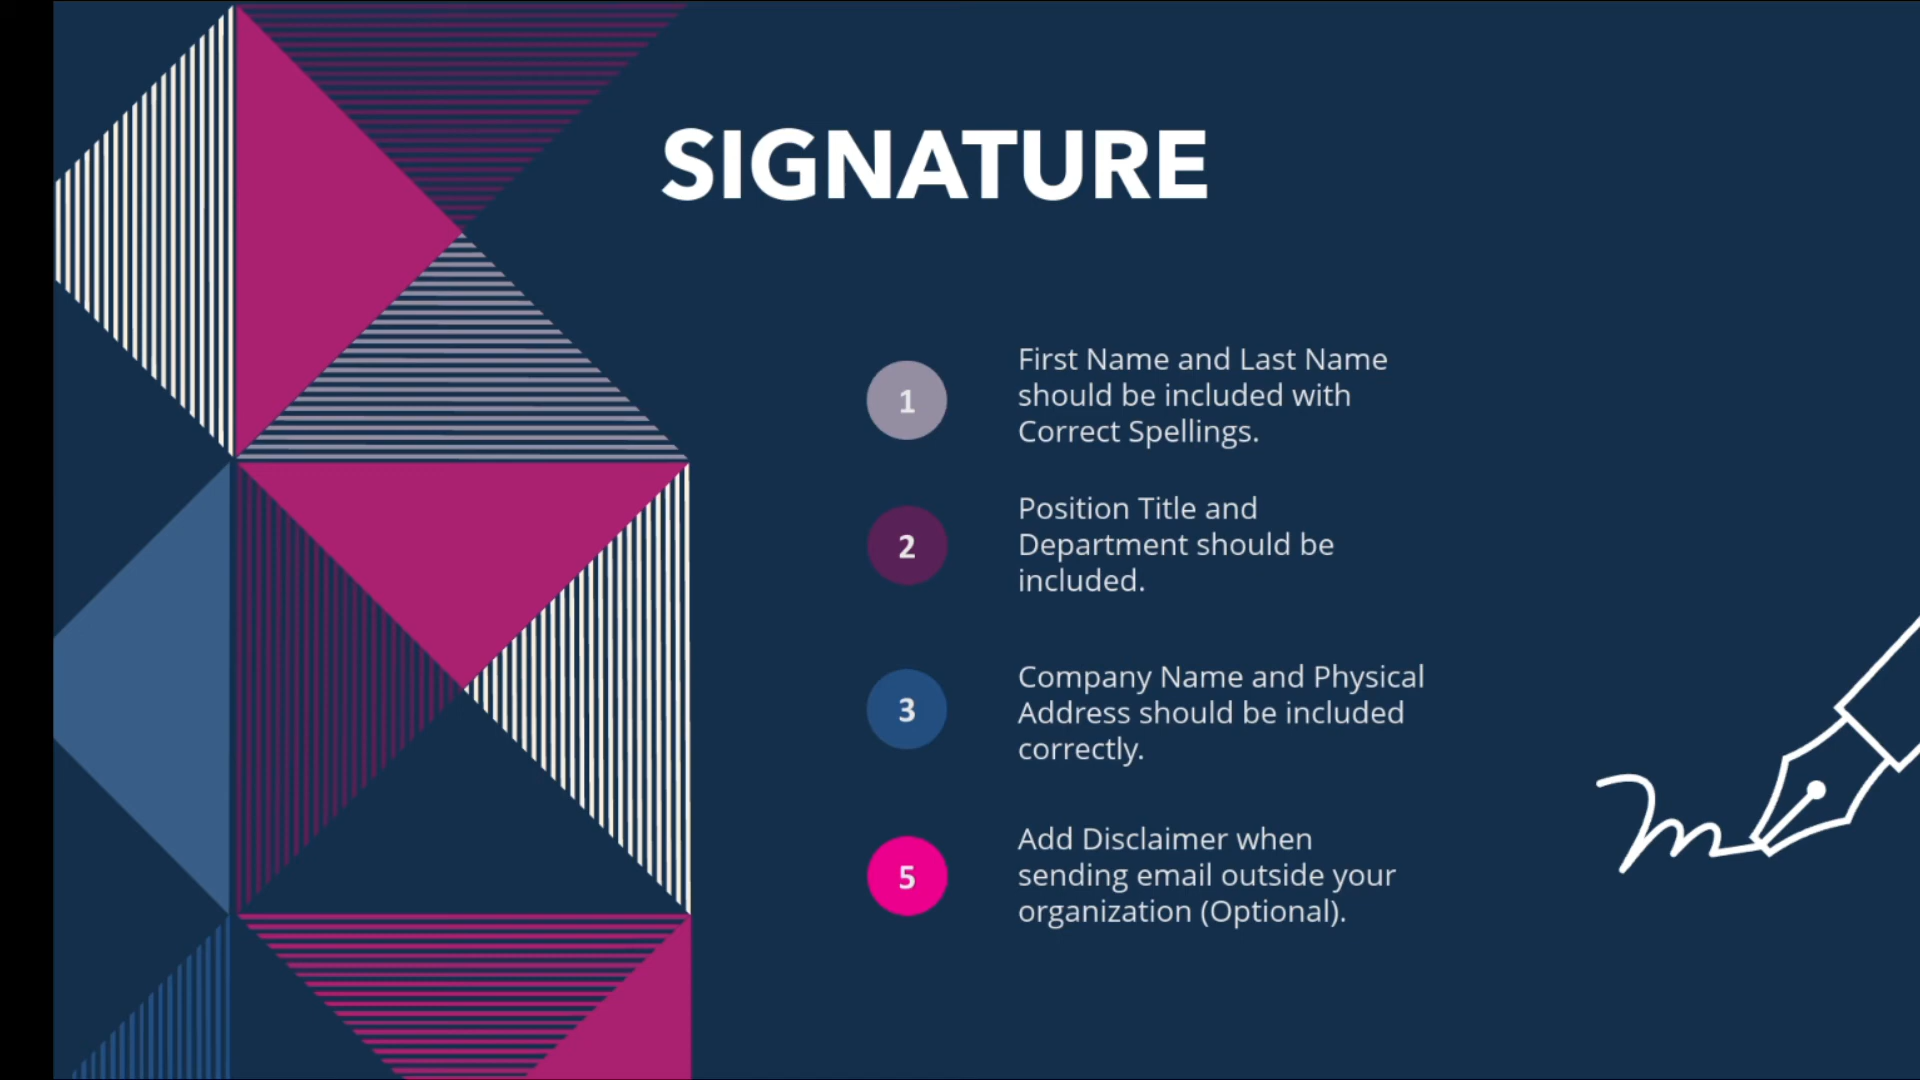 SIGNATURE
1
First Name and Last Name
should be included with
Correct Spellings.
2
Position Title and
Department should be
included.
3
Company Name and Physical
Address should be included
correctly.
5
Add Disclaimer when
sending email outside your
organization (Optional).